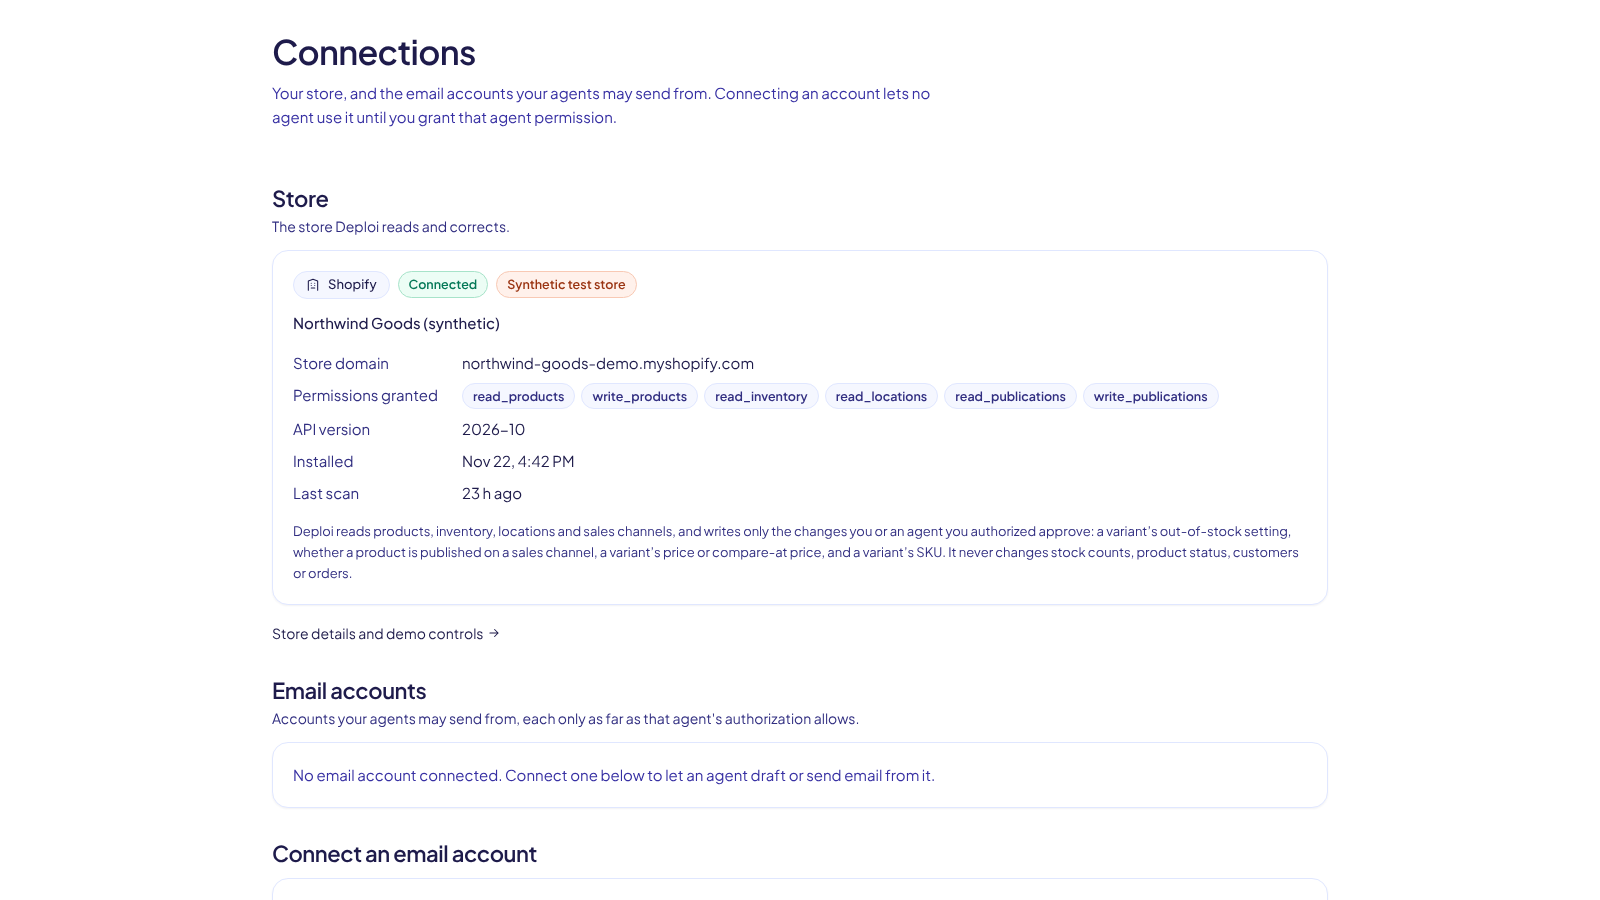 Connections
Your store, and the email accounts your agents may send from. Connecting an account lets no
agent use it until you grant that agent permission.
Store
The store Deploi reads and corrects.
Shopify Connected Synthetic test store
Northwind Goods (synthetic)
Store domain northwind-goods-demo.myshopify.com
Permissions granted read_products write_products read_inventory read_locations read_publications write_publications
API version 2026-10
Installed Nov 22, 4:42 PM
Last scan 23 h ago
Deploi reads products, inventory, locations and sales channels, and writes only the changes you or an agent you authorized approve: a variant's out-of-stock setting,
whether a product is published on a sales channel, a variant's price or compare-at price, and a variant's SKU. It never changes stock counts, product status, customers
or orders.
Store details and demo controls →
Email accounts
Accounts your agents may send from, each only as far as that agent's authorization allows.
No email account connected. Connect one below to let an agent draft or send email from it.
Connect an email account